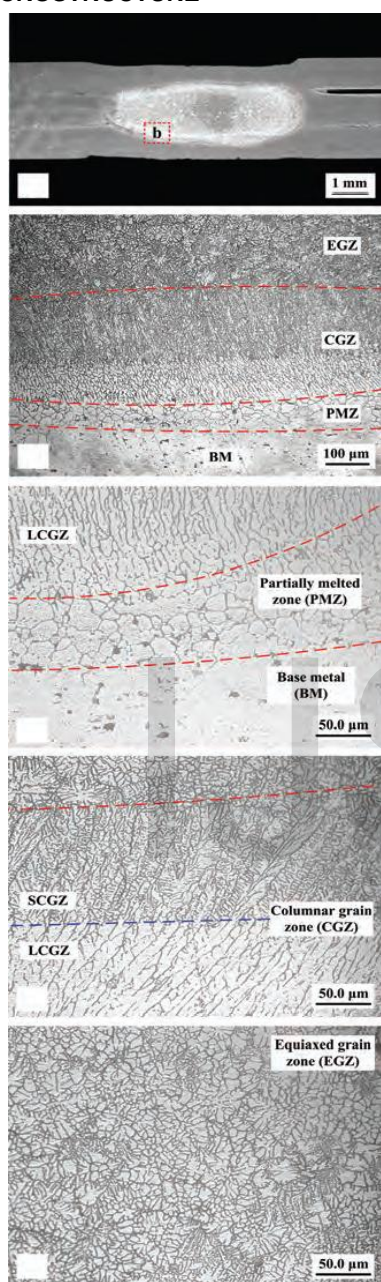 b
1 mm
EGZ
CGZ
PMZ
BM
100 μm
LCGZ
Partially melted
zone (PMZ)
Base metal
(BM)
50.0 μm
SCGZ
Columnar grain
zone (CGZ)
LCGZ
50.0 μm
Equiaxed grain
zone (EGZ)
50.0 μm